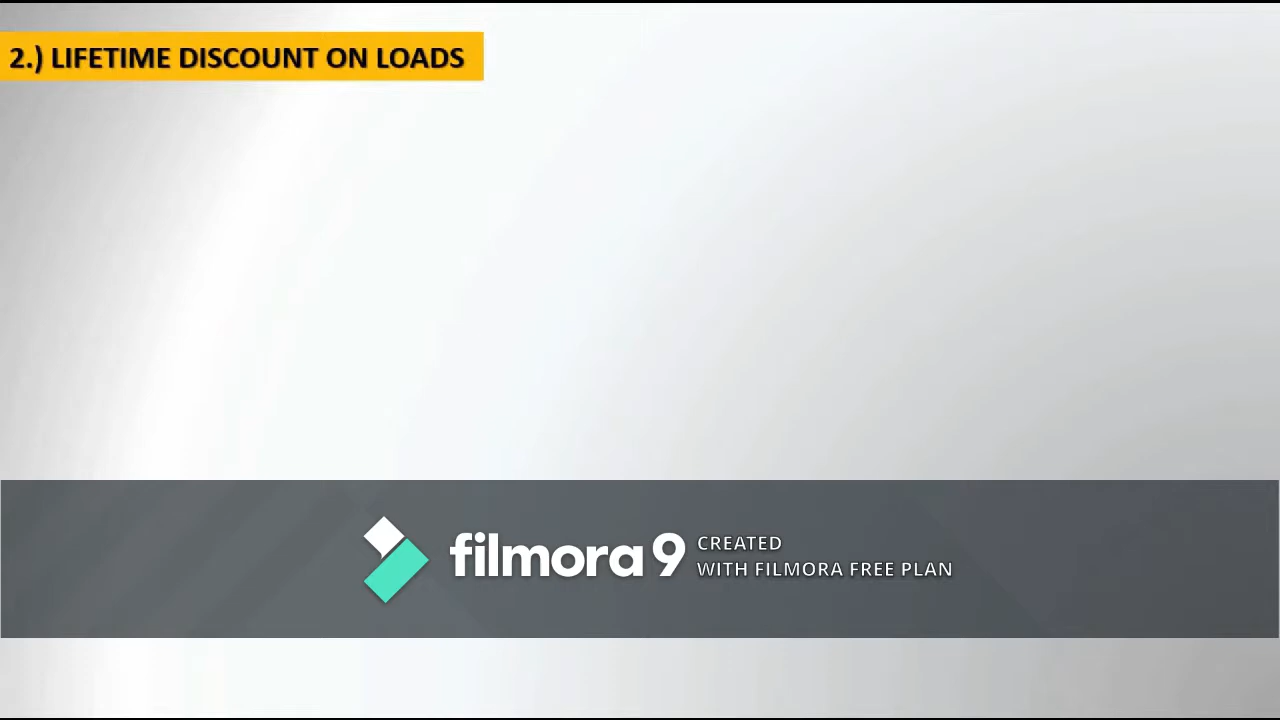 2.) LIFETIME DISCOUNT ON LOADS
filmora 9
CREATED
WITH FILMORA FREE PLAN